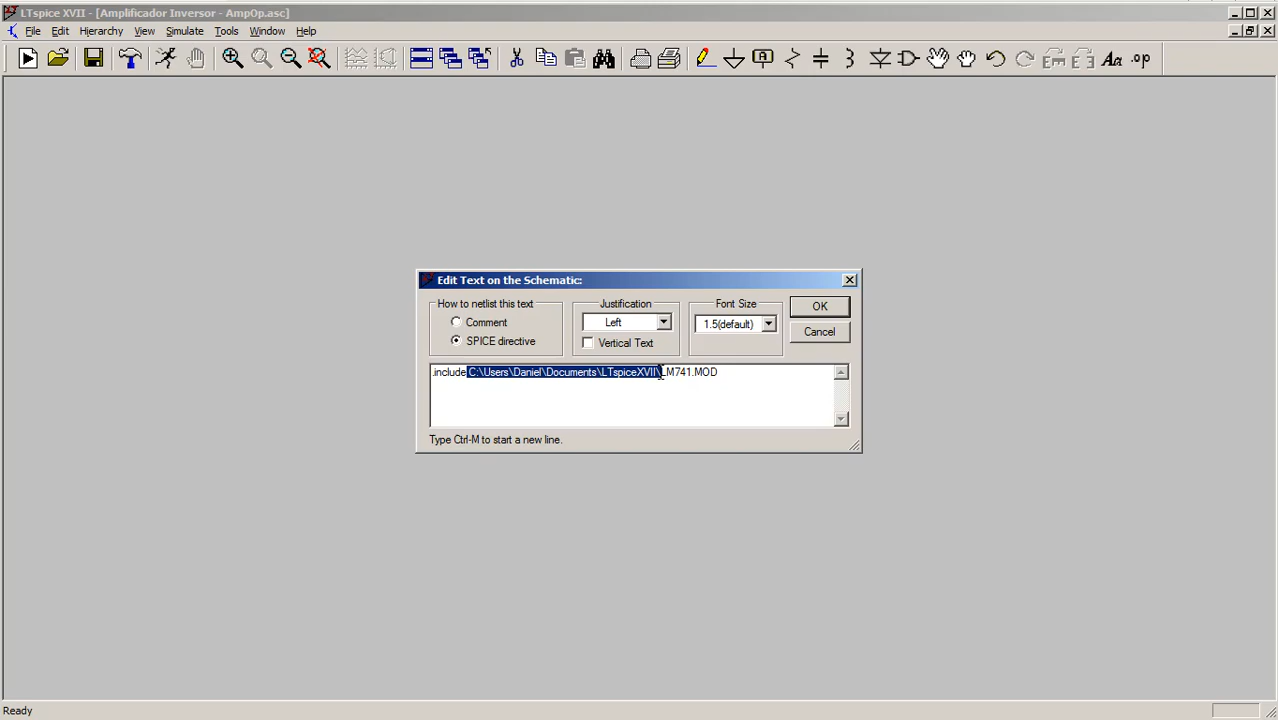 LTspice XVII - [Amplificador Inversor - AmpOp.asc]
File Edit Hierarchy View Simulate Tools Window Help
A Aa .op
Edit Text on the Schematic:
How to netlist this text
Comment
SPICE directive
Justification
Left
Vertical Text
Font Size
1.5(default)
OK
Cancel
.include C:\Users\Daniel\Documents\LTspiceXVII\LM741.MOD
Type Ctrl-M to start a new line.
Ready